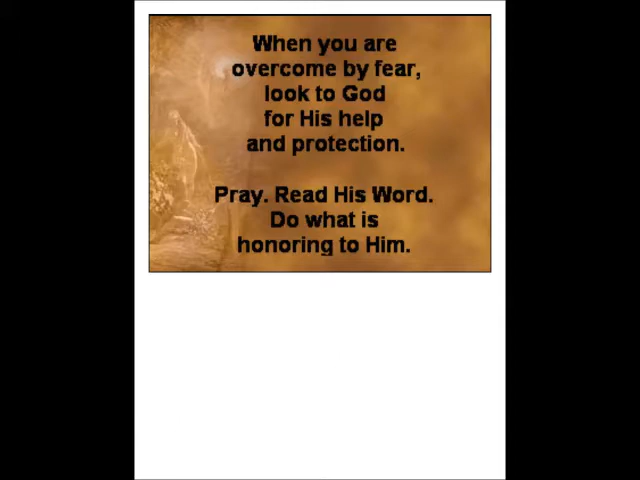 When you are
overcome by fear,
look to God
for His help
and protection.
Pray. Read His Word.
Do what is
honoring to Him.